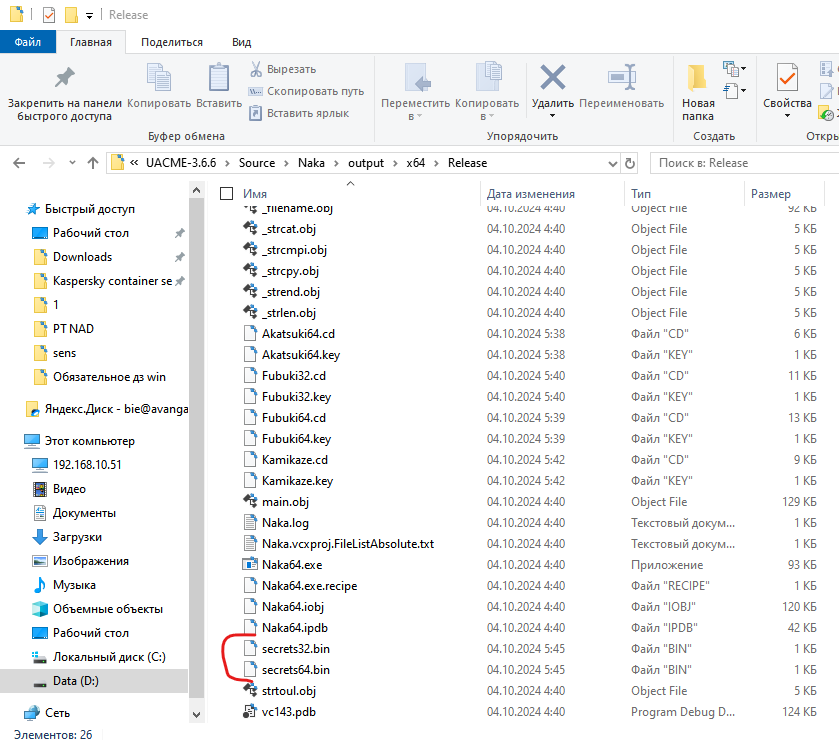 Release
Файл Главная Поделиться Вид
Закрепить на панели быстрого доступа
Копировать
Вставить
Вырезать
Скопировать путь
Вставить ярлык
Буфер обмена
Переместить в
Копировать в
Удалить
Переименовать
Упорядочить
Новая папка
Создать
Свойства
Откры
« UACME-3.6.6 › Source › Naka › output › x64 › Release
Поиск в: Release
Быстрый доступ
Рабочий стол
Downloads
Kaspersky container se
1
PT NAD
sens
Обязательное дз win
Яндекс.Диск - bie@avanga
Этот компьютер
192.168.10.51
Видео
Документы
Загрузки
Изображения
Музыка
Объемные объекты
Рабочий стол
Локальный диск (C:)
Data (D:)
Сеть
Имя Дата изменения Тип Размер
_filename.obj 04.10.2024 4:40 Object File 92 КБ
_strcat.obj 04.10.2024 4:40 Object File 5 КБ
_strcmpi.obj 04.10.2024 4:40 Object File 5 КБ
_strcpy.obj 04.10.2024 4:40 Object File 5 КБ
_strend.obj 04.10.2024 4:40 Object File 5 КБ
_strlen.obj 04.10.2024 4:40 Object File 5 КБ
Akatsuki64.cd 04.10.2024 5:38 Файл "CD" 6 КБ
Akatsuki64.key 04.10.2024 5:38 Файл "KEY" 1 КБ
Fubuki32.cd 04.10.2024 5:40 Файл "CD" 11 КБ
Fubuki32.key 04.10.2024 5:40 Файл "KEY" 1 КБ
Fubuki64.cd 04.10.2024 5:39 Файл "CD" 13 КБ
Fubuki64.key 04.10.2024 5:39 Файл "KEY" 1 КБ
Kamikaze.cd 04.10.2024 5:42 Файл "CD" 9 КБ
Kamikaze.key 04.10.2024 5:42 Файл "KEY" 1 КБ
main.obj 04.10.2024 4:40 Object File 129 КБ
Naka.log 04.10.2024 4:40 Текстовый докум... 1 КБ
Naka.vcxproj.FileListAbsolute.txt 04.10.2024 4:40 Текстовый докум... 1 КБ
Naka64.exe 04.10.2024 4:40 Приложение 93 КБ
Naka64.exe.recipe 04.10.2024 4:40 Файл "RECIPE" 1 КБ
Naka64.iobj 04.10.2024 4:40 Файл "IOBJ" 120 КБ
Naka64.ipdb 04.10.2024 4:40 Файл "IPDB" 42 КБ
secrets32.bin 04.10.2024 5:45 Файл "BIN" 1 КБ
secrets64.bin 04.10.2024 5:45 Файл "BIN" 1 КБ
strtoul.obj 04.10.2024 4:40 Object File 5 КБ
vc143.pdb 04.10.2024 4:40 Program Debug D... 124 КБ
Элементов: 26